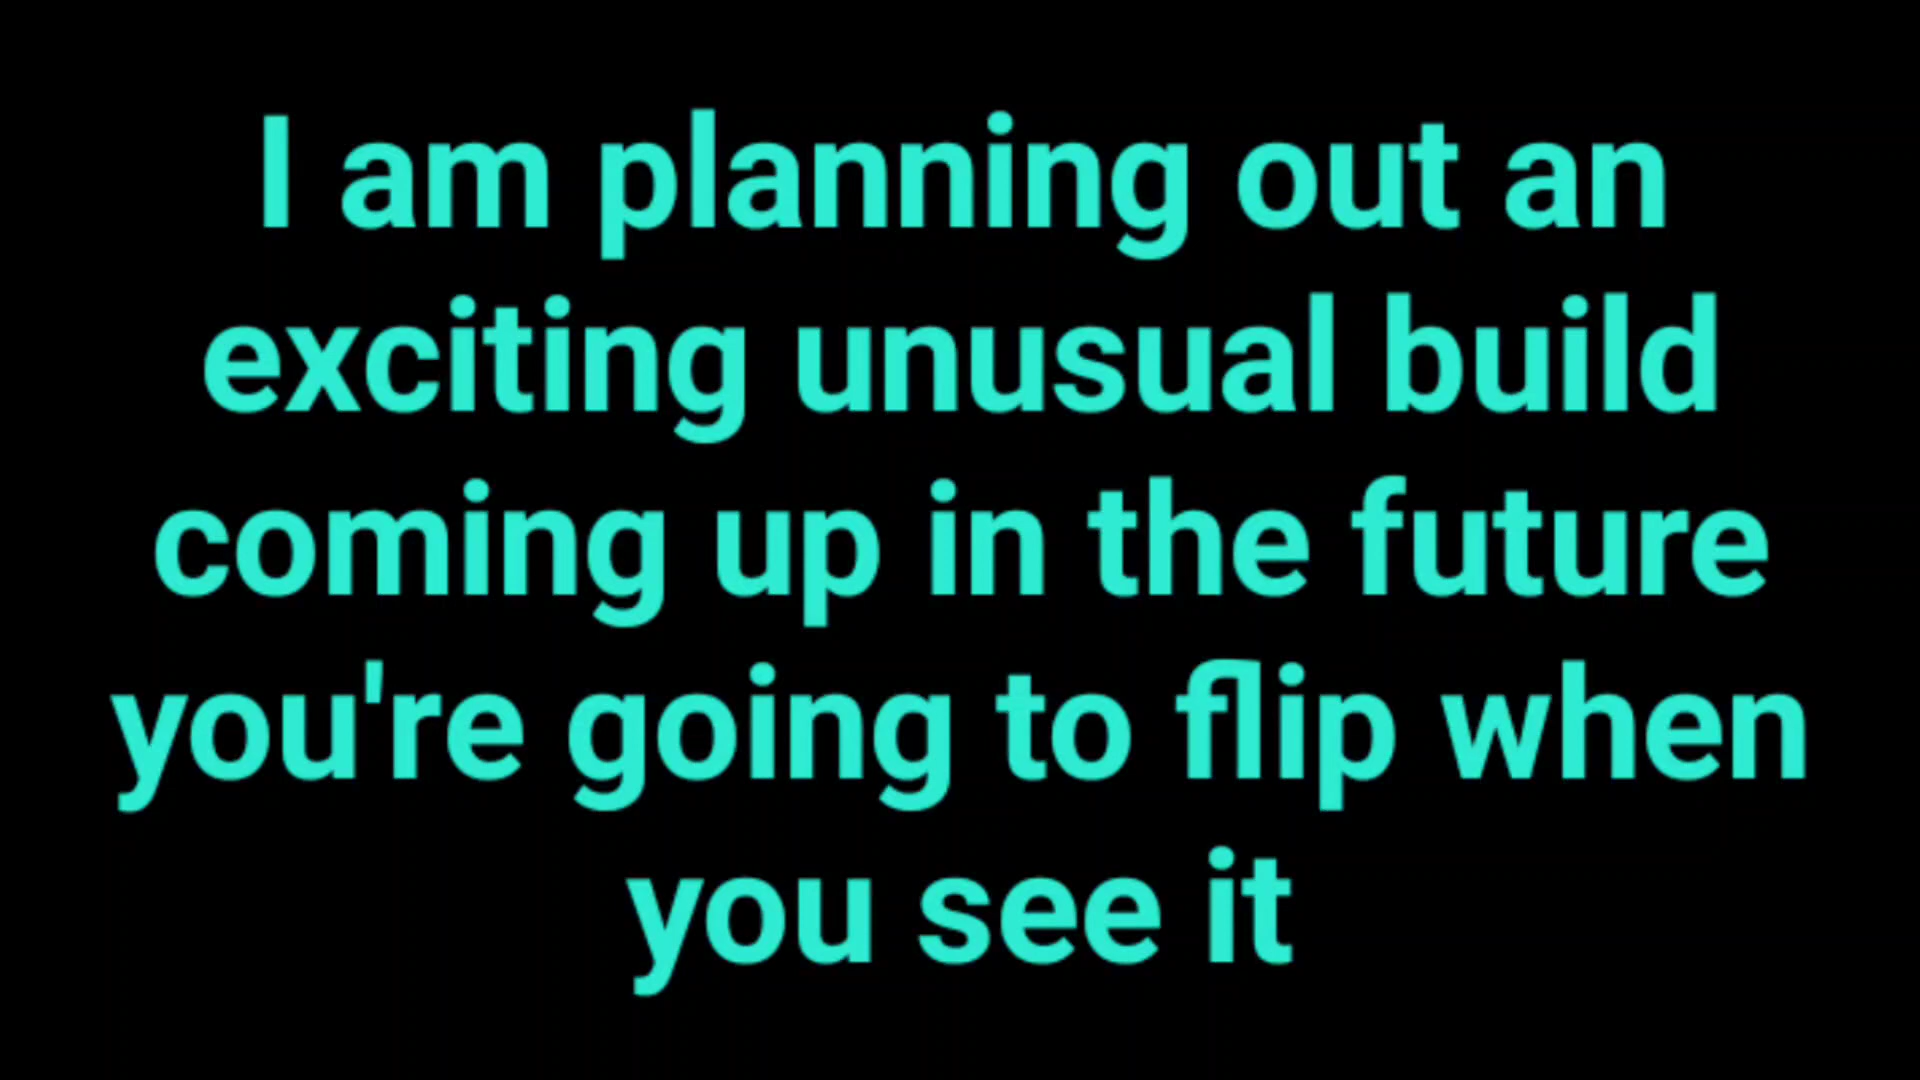 I am planning out an
exciting unusual build
coming up in the future
you're going to flip when
you see it